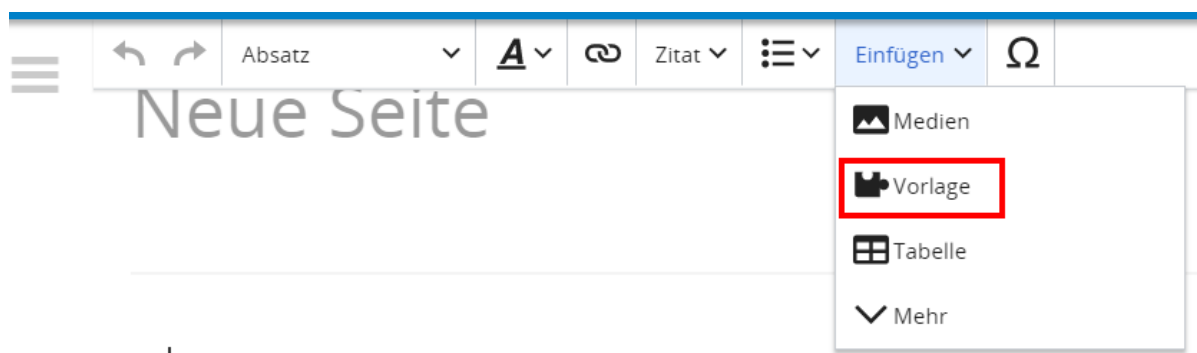 Absatz A Zitat Einfügen Ω
Neue Seite
Medien
Vorlage
Tabelle
Mehr